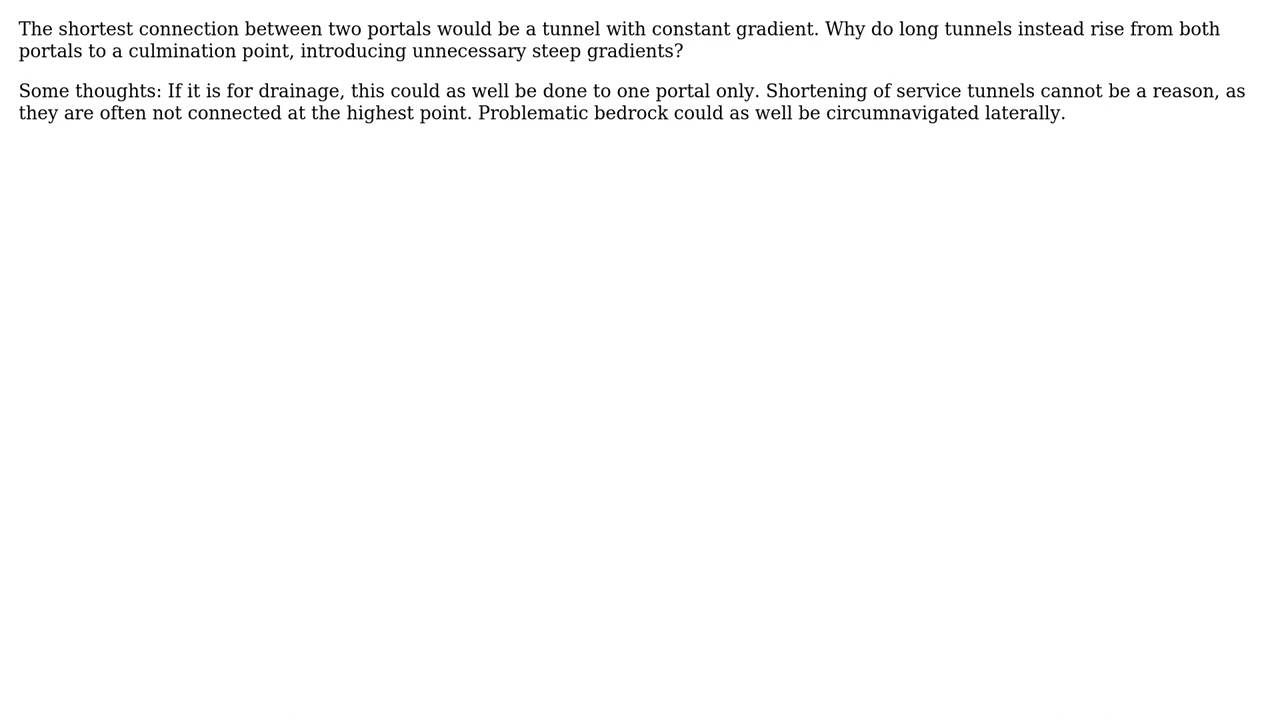 The shortest connection between two portals would be a tunnel with constant gradient. Why do long tunnels instead rise from both
portals to a culmination point, introducing unnecessary steep gradients?
Some thoughts: If it is for drainage, this could as well be done to one portal only. Shortening of service tunnels cannot be a reason, as
they are often not connected at the highest point. Problematic bedrock could as well be circumnavigated laterally.